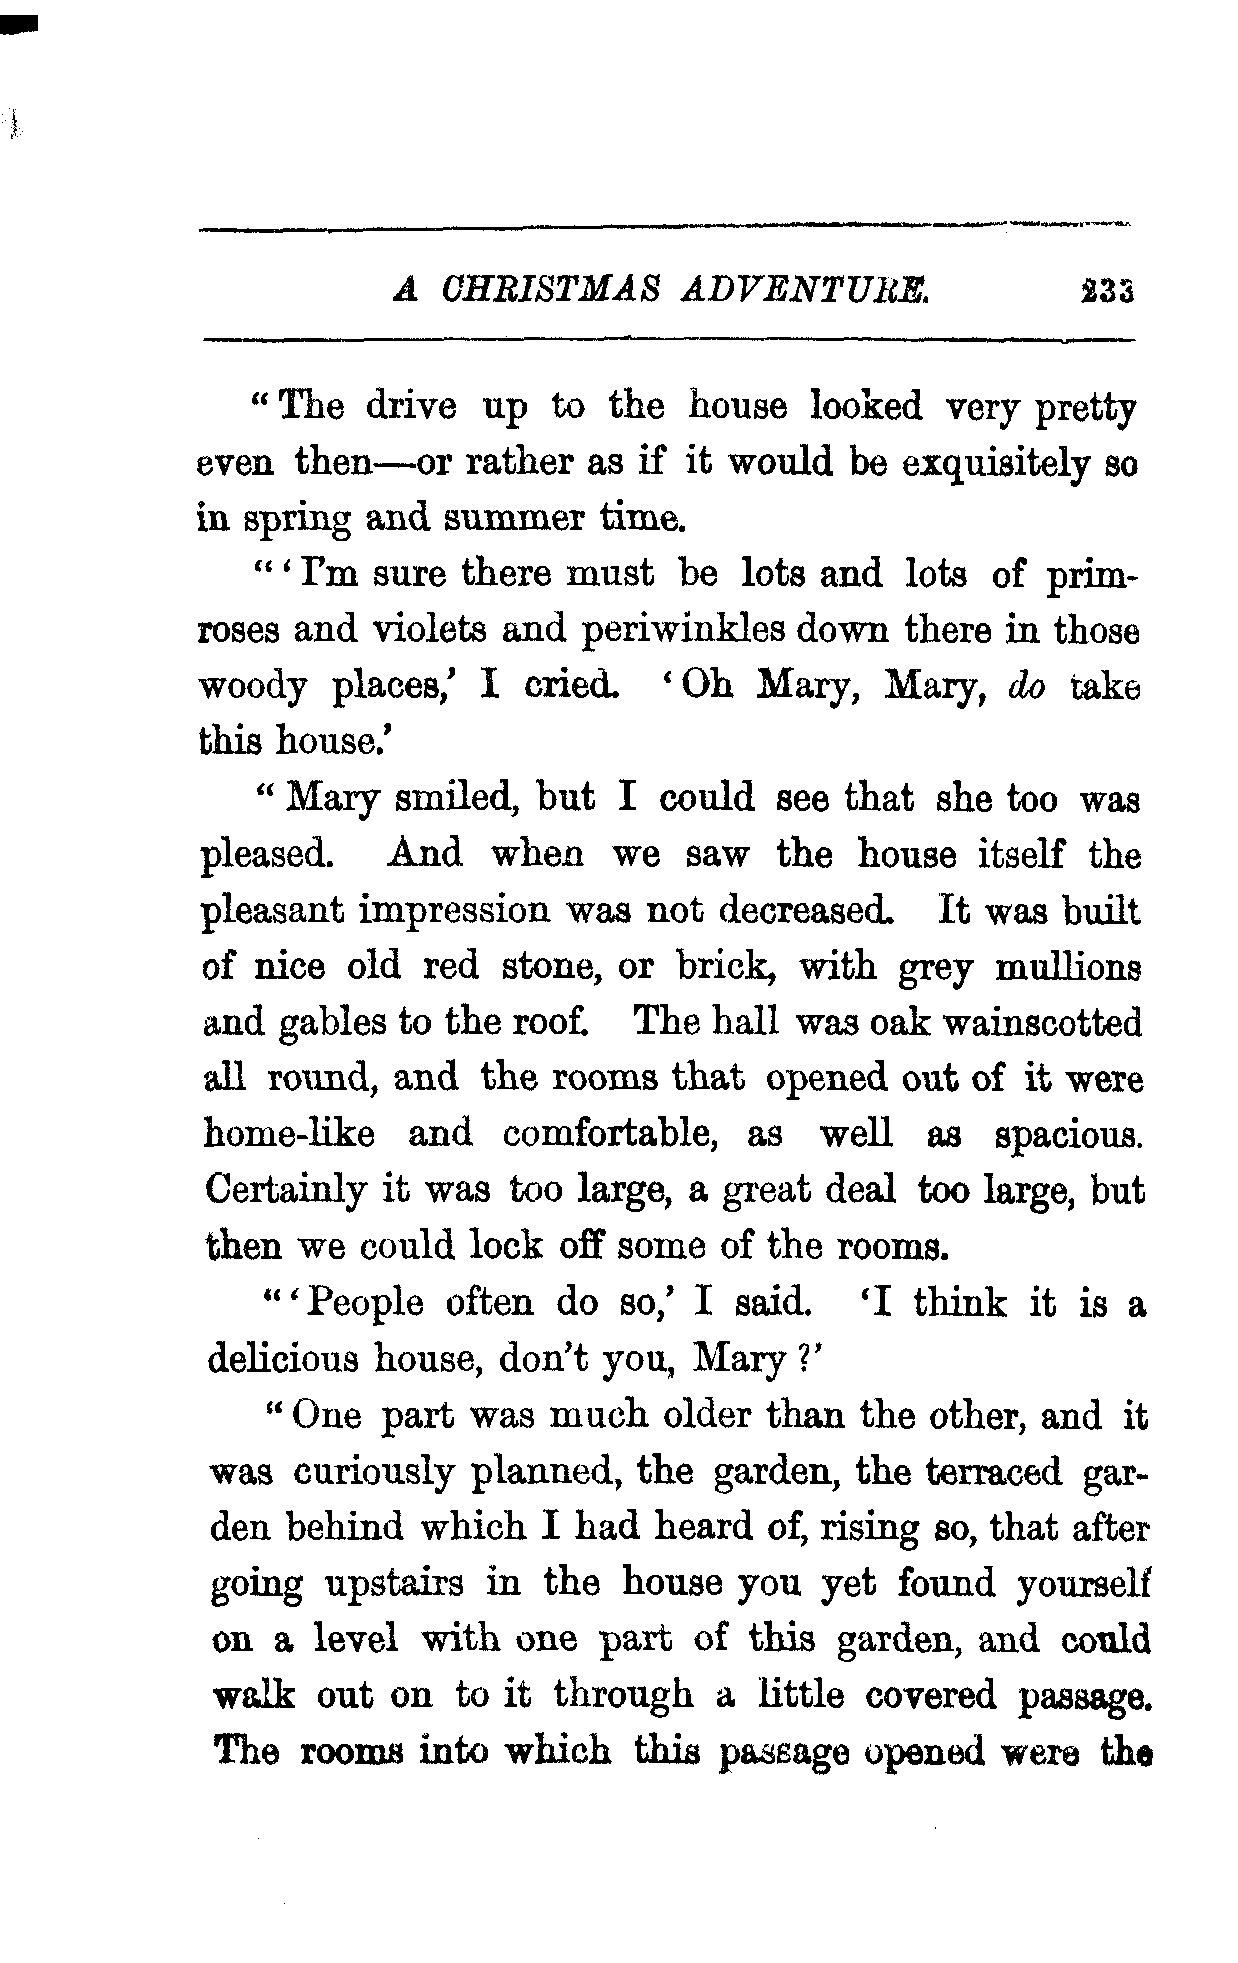 A CHRISTMAS ADVENTURE. 233
“ The drive up to the house looked very pretty
even then—or rather as if it would be exquisitely so
in spring and summer time.
“ ‘ I’m sure there must be lots and lots of prim-
roses and violets and periwinkles down there in those
woody places,’ I cried. ‘ Oh Mary, Mary, do take
this house.’
“ Mary smiled, but I could see that she too was
pleased. And when we saw the house itself the
pleasant impression was not decreased. It was built
of nice old red stone, or brick, with grey mullions
and gables to the roof. The hall was oak wainscotted
all round, and the rooms that opened out of it were
home-like and comfortable, as well as spacious.
Certainly it was too large, a great deal too large, but
then we could lock off some of the rooms.
“ ‘ People often do so,’ I said. ‘I think it is a
delicious house, don’t you, Mary ?’
“ One part was much older than the other, and it
was curiously planned, the garden, the terraced gar-
den behind which I had heard of, rising so, that after
going upstairs in the house you yet found yourself
on a level with one part of this garden, and could
walk out on to it through a little covered passage.
The rooms into which this passage opened were the